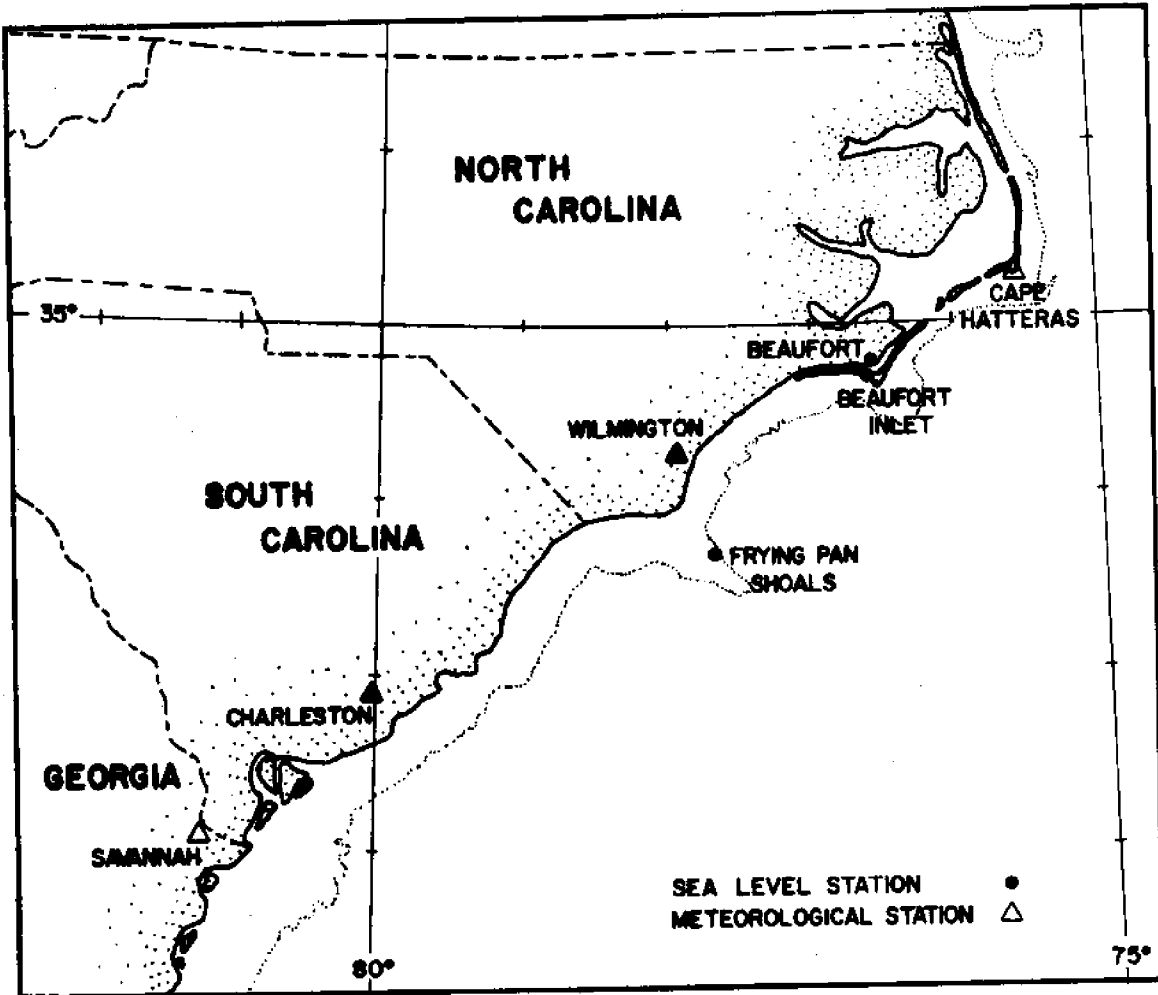 NORTH
CAROLINA
35°
CAPE
HATTERAS
BEAUFORT
BEAUFORT
INLET
WILMINGTON
SOUTH
CAROLINA
FRYING PAN
SHOALS
CHARLESTON
GEORGIA
SAVANNAH
SEA LEVEL STATION
METEOROLOGICAL STATION
80°
75°